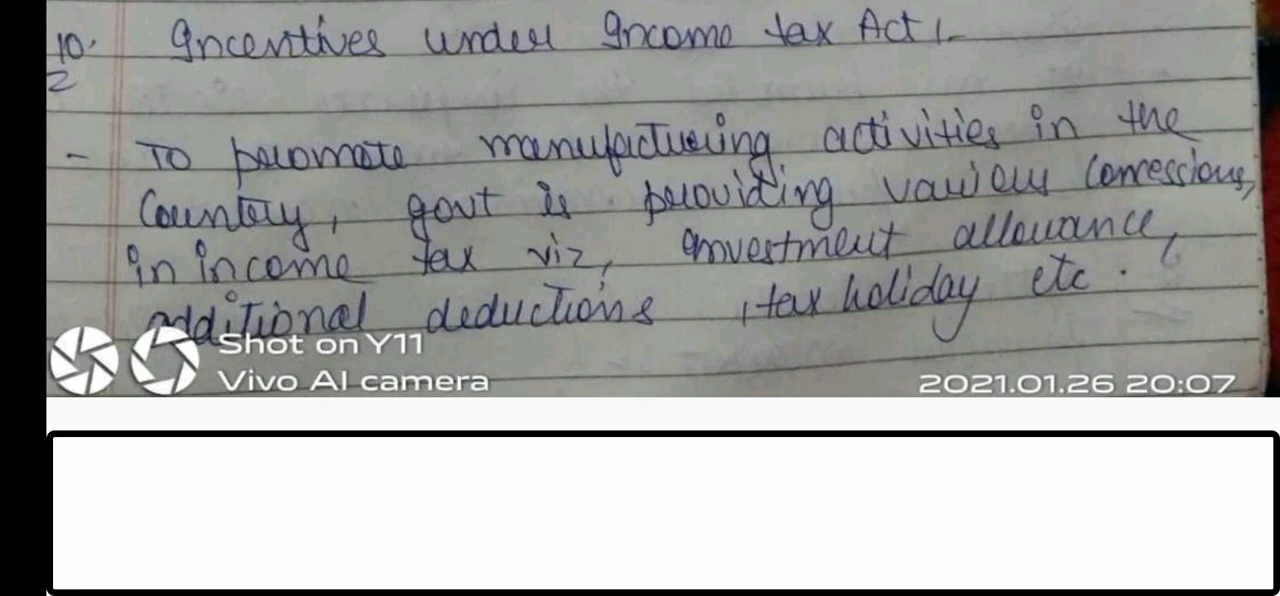 10. Incentives under Income tax Act :-
2
- To promote manufacturing activities in the
Country, govt is providing various Concessions,
in income tax viz, Investment allowance,
additional deductions , tax holiday etc.
Shot on Y11
Vivo AI camera
2021.01.26 20:07